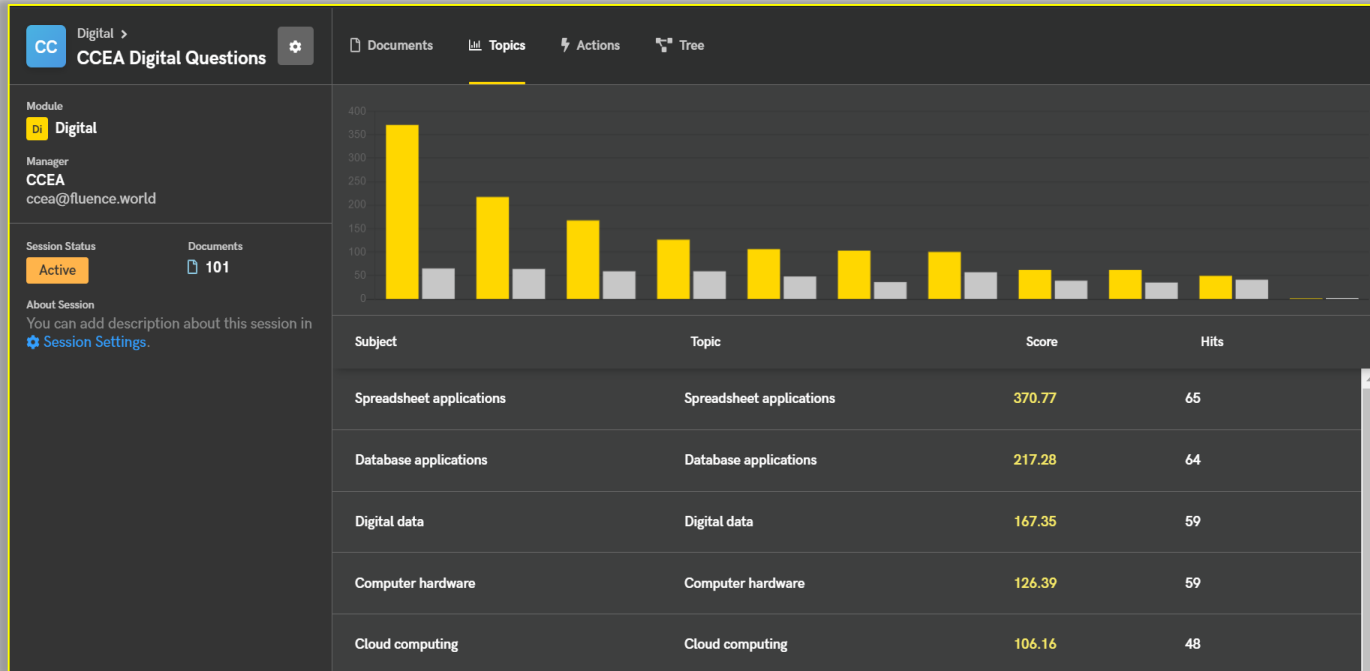 CC
Digital >
CCEA Digital Questions
Documents
Topics
Actions
Tree
Module
Di Digital
Manager
CCEA
ccea@fluence.world
Session Status
Documents
Active
101
About Session
You can add description about this session in
Session Settings.
400
350
300
250
200
150
100
50
0
Subject Topic Score Hits
Spreadsheet applications Spreadsheet applications 370.77 65
Database applications Database applications 217.28 64
Digital data Digital data 167.35 59
Computer hardware Computer hardware 126.39 59
Cloud computing Cloud computing 106.16 48